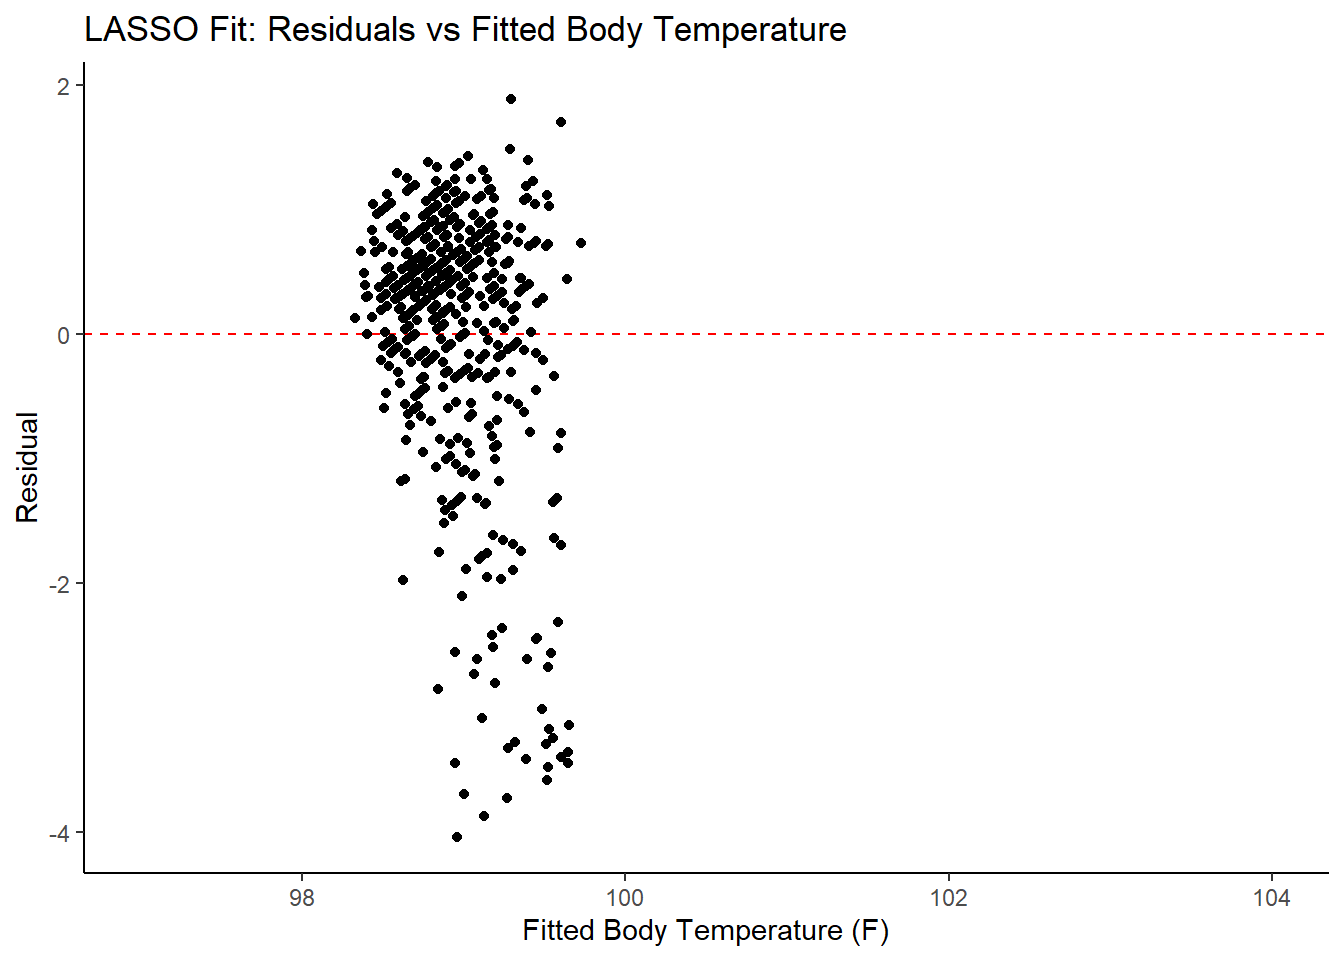 LASSO Fit: Residuals vs Fitted Body Temperature
2
0
-2
-4
Residual
98
100
102
104
Fitted Body Temperature (F)